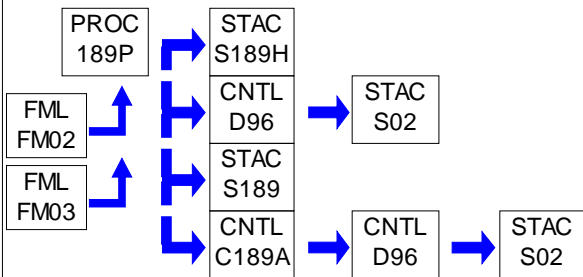 PROC
189P
STAC
S189H
FML
FM02
CNTL
D96
STAC
S02
FML
FM03
STAC
S189
CNTL
C189A
CNTL
D96
STAC
S02